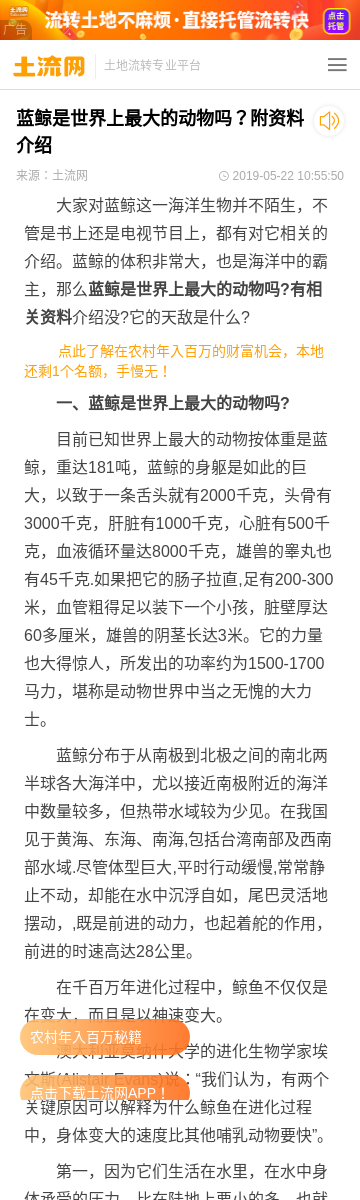 流转土地不麻烦·直接托管流转快
点击
托管
广告
土流网
土地流转专业平台
蓝鲸是世界上最大的动物吗？附资料
介绍
来源：土流网
2019-05-22 10:55:50
大家对蓝鲸这一海洋生物并不陌生，不
管是书上还是电视节目上，都有对它相关的
介绍。蓝鲸的体积非常大，也是海洋中的霸
主，那么蓝鲸是世界上最大的动物吗?有相
关资料介绍没?它的天敌是什么?
点此了解在农村年入百万的财富机会，本地
还剩1个名额，手慢无！
一、蓝鲸是世界上最大的动物吗?
目前已知世界上最大的动物按体重是蓝
鲸，重达181吨，蓝鲸的身躯是如此的巨
大，以致于一条舌头就有2000千克，头骨有
3000千克，肝脏有1000千克，心脏有500千
克，血液循环量达8000千克，雄兽的睾丸也
有45千克.如果把它的肠子拉直,足有200-300
米，血管粗得足以装下一个小孩，脏壁厚达
60多厘米，雄兽的阴茎长达3米。它的力量
也大得惊人，所发出的功率约为1500-1700
马力，堪称是动物世界中当之无愧的大力
士。
蓝鲸分布于从南极到北极之间的南北两
半球各大海洋中，尤以接近南极附近的海洋
中数量较多，但热带水域较为少见。在我国
见于黄海、东海、南海,包括台湾南部及西南
部水域.尽管体型巨大,平时行动缓慢,常常静
止不动，却能在水中沉浮自如，尾巴灵活地
摆动，,既是前进的动力，也起着舵的作用，
前进的时速高达28公里。
在千百万年进化过程中，鲸鱼不仅仅是
在变大，而且是以神速变大。
农村年入百万秘籍
澳大利亚莫纳什大学的进化生物学家埃
文斯(Alistair Evans)说：“我们认为，有两个
点击下载土流网APP！
关键原因可以解释为什么鲸鱼在进化过程
中，身体变大的速度比其他哺乳动物要快”。
第一，因为它们生活在水里，在水中身
体承受的压力，比在陆地上要小的多，也就